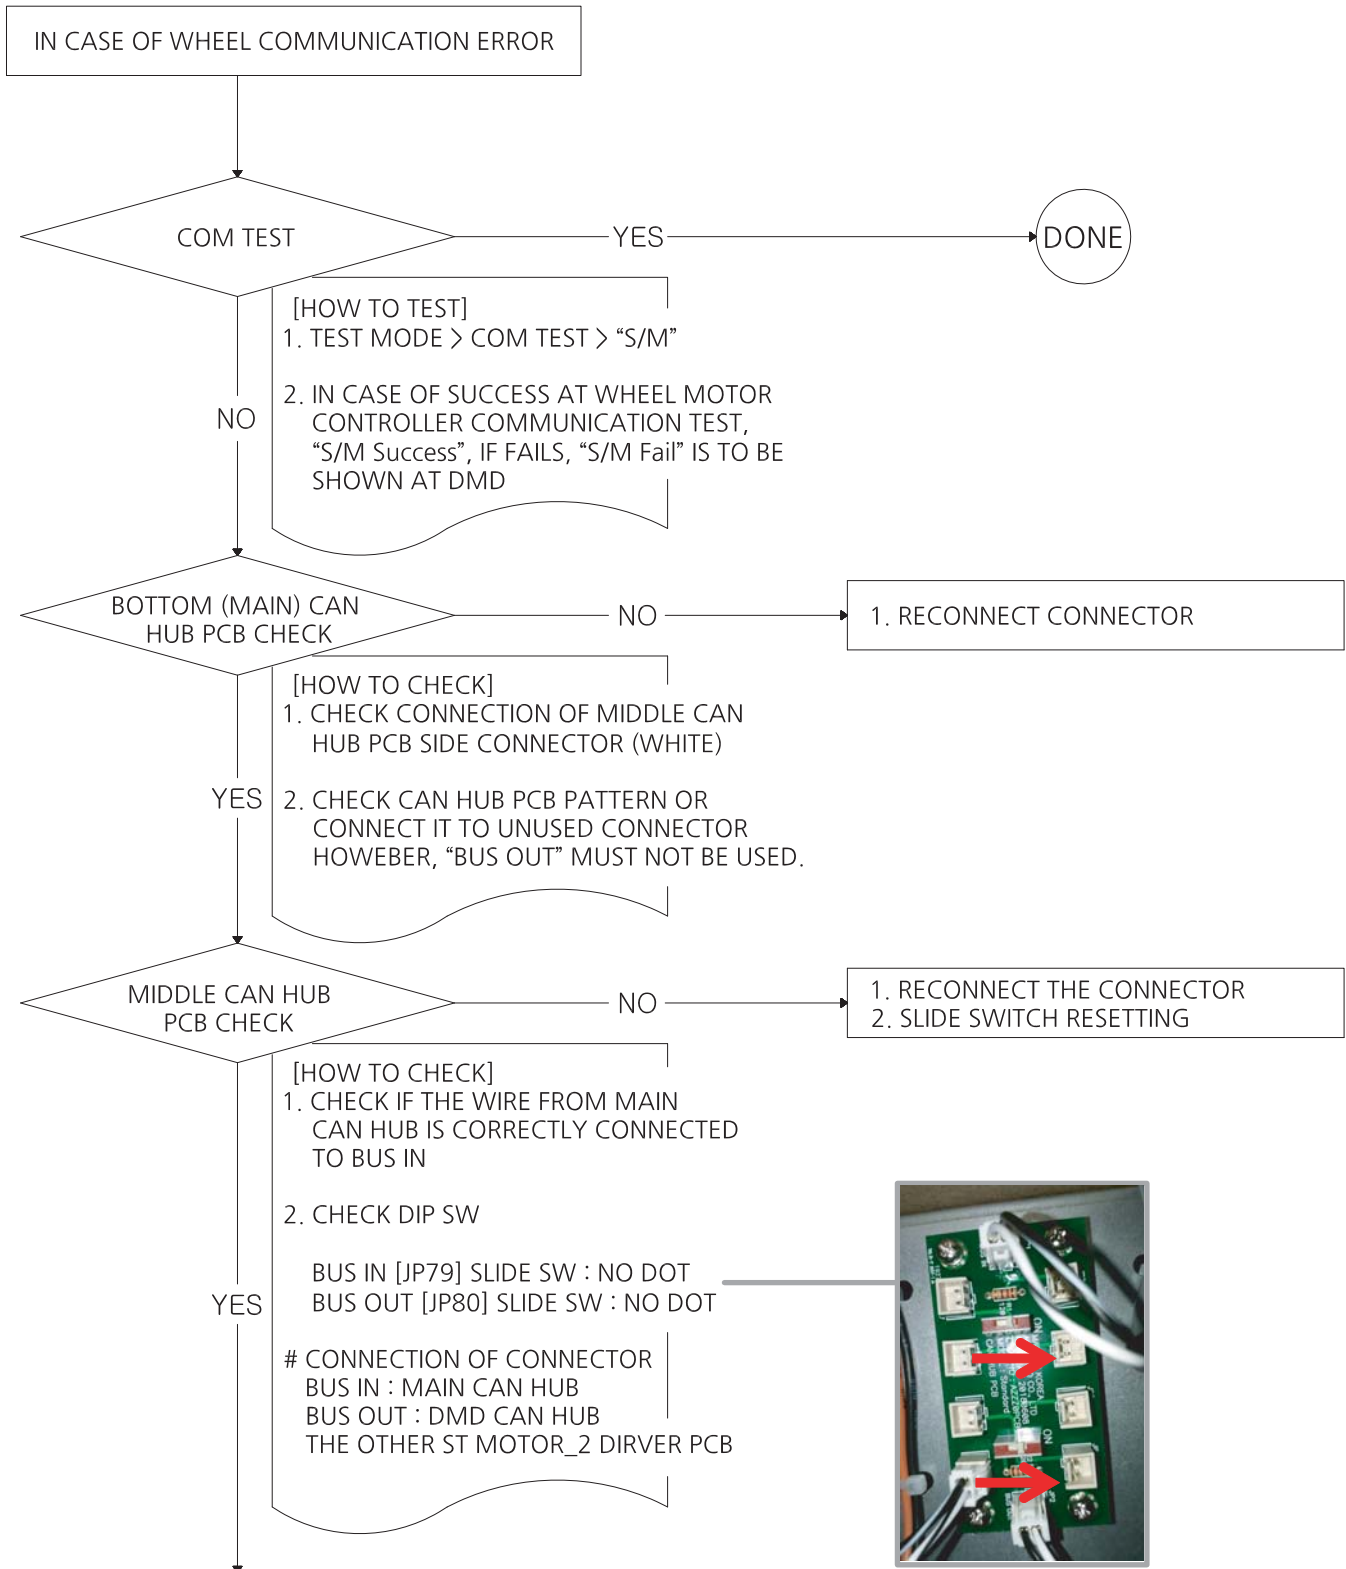 IN CASE OF WHEEL COMMUNICATION ERROR
COM TEST
YES
DONE
[HOW TO TEST]
1. TEST MODE > COM TEST > “S/M”
2. IN CASE OF SUCCESS AT WHEEL MOTOR
CONTROLLER COMMUNICATION TEST,
“S/M Success”, IF FAILS, “S/M Fail” IS TO BE
SHOWN AT DMD
NO
BOTTOM (MAIN) CAN
HUB PCB CHECK
NO
1. RECONNECT CONNECTOR
[HOW TO CHECK]
1. CHECK CONNECTION OF MIDDLE CAN
HUB PCB SIDE CONNECTOR (WHITE)
2. CHECK CAN HUB PCB PATTERN OR
CONNECT IT TO UNUSED CONNECTOR
HOWEBER, “BUS OUT” MUST NOT BE USED.
YES
MIDDLE CAN HUB
PCB CHECK
NO
1. RECONNECT THE CONNECTOR
2. SLIDE SWITCH RESETTING
[HOW TO CHECK]
1. CHECK IF THE WIRE FROM MAIN
CAN HUB IS CORRECTLY CONNECTED
TO BUS IN
2. CHECK DIP SW
BUS IN [JP79] SLIDE SW : NO DOT
BUS OUT [JP80] SLIDE SW : NO DOT
YES
# CONNECTION OF CONNECTOR
BUS IN : MAIN CAN HUB
BUS OUT : DMD CAN HUB
THE OTHER ST MOTOR_2 DIRVER PCB
ON
KOREA
CO., LTD
HUB PCB
Standard
ON